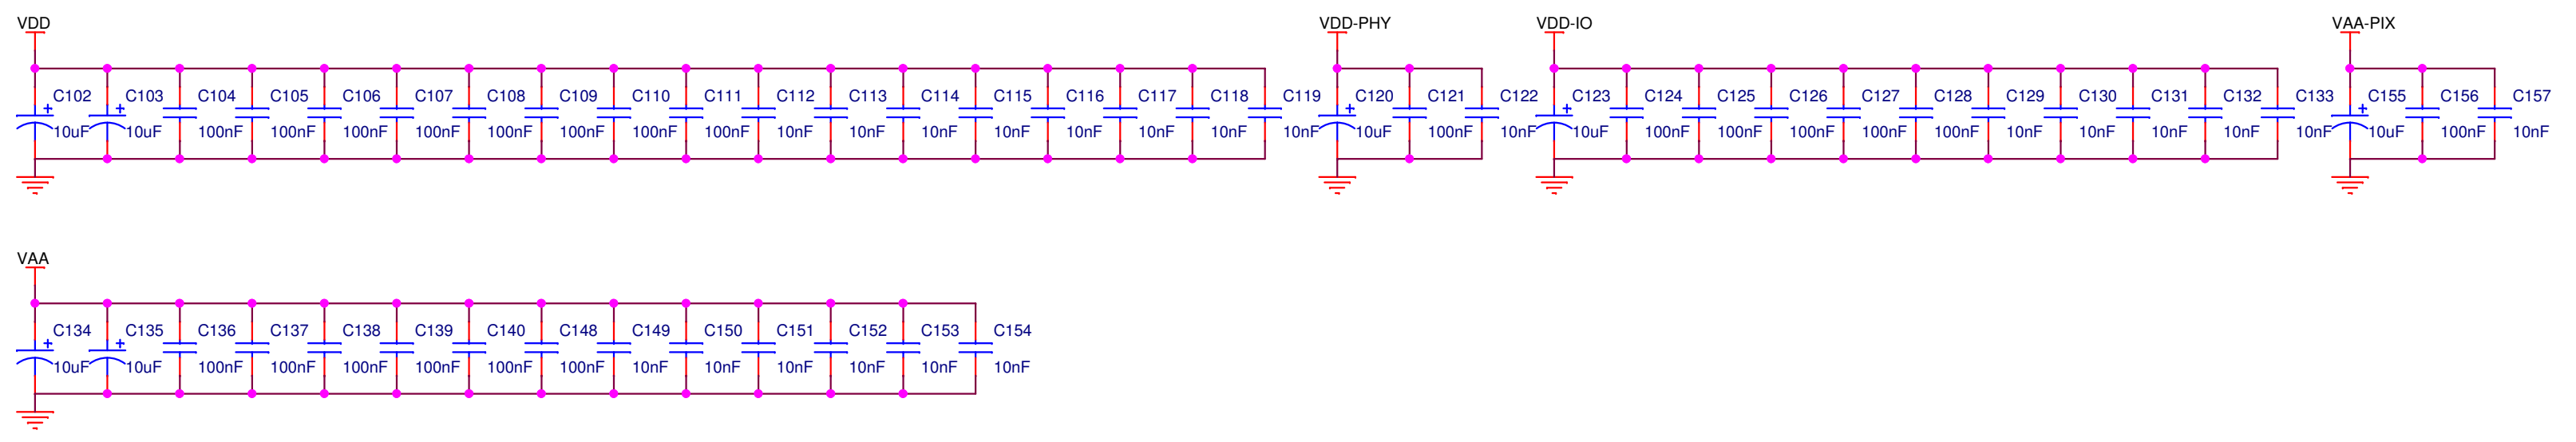 VDD VDD-PHY VDD-IO VAA-PIX
C102 C103 C104 C105 C106 C107 C108 C109 C110 C111 C112 C113 C114 C115 C116 C117 C118 C119 C120 C121 C122 C123 C124 C125 C126 C127 C128 C129 C130 C131 C132 C133 C155 C156 C157
10uF 10uF 100nF 100nF 100nF 100nF 100nF 100nF 100nF 100nF 10nF 10nF 10nF 10nF 10nF 10nF 10nF 10nF 10uF 100nF 10nF 10uF 100nF 100nF 100nF 100nF 100nF 10nF 10nF 10nF 10nF 10nF 10uF 100nF 10nF
VAA
C134 C135 C136 C137 C138 C139 C140 C148 C149 C150 C151 C152 C153 C154
10uF 10uF 100nF 100nF 100nF 100nF 100nF 100nF 10nF 10nF 10nF 10nF 10nF 10nF